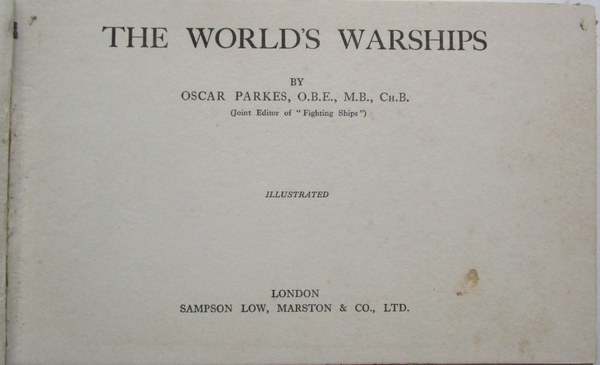 THE WORLD'S WARSHIPS
BY
OSCAR PARKES, O.B.E., M.B., CH.B.
(Joint Editor of "Fighting Ships")
ILLUSTRATED
LONDON
SAMPSON LOW, MARSTON & CO., LTD.